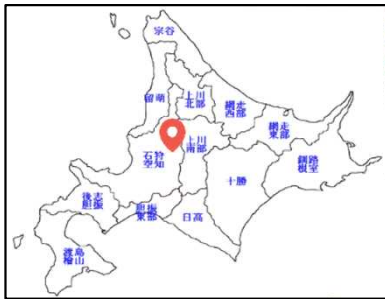 宗谷
留萌
上川
北部
網走
西部
網走
東部
石狩
空知
上川
南部
釧路
根室
十勝
後志
胆振
胆振
東部
日高
渡島
檜山